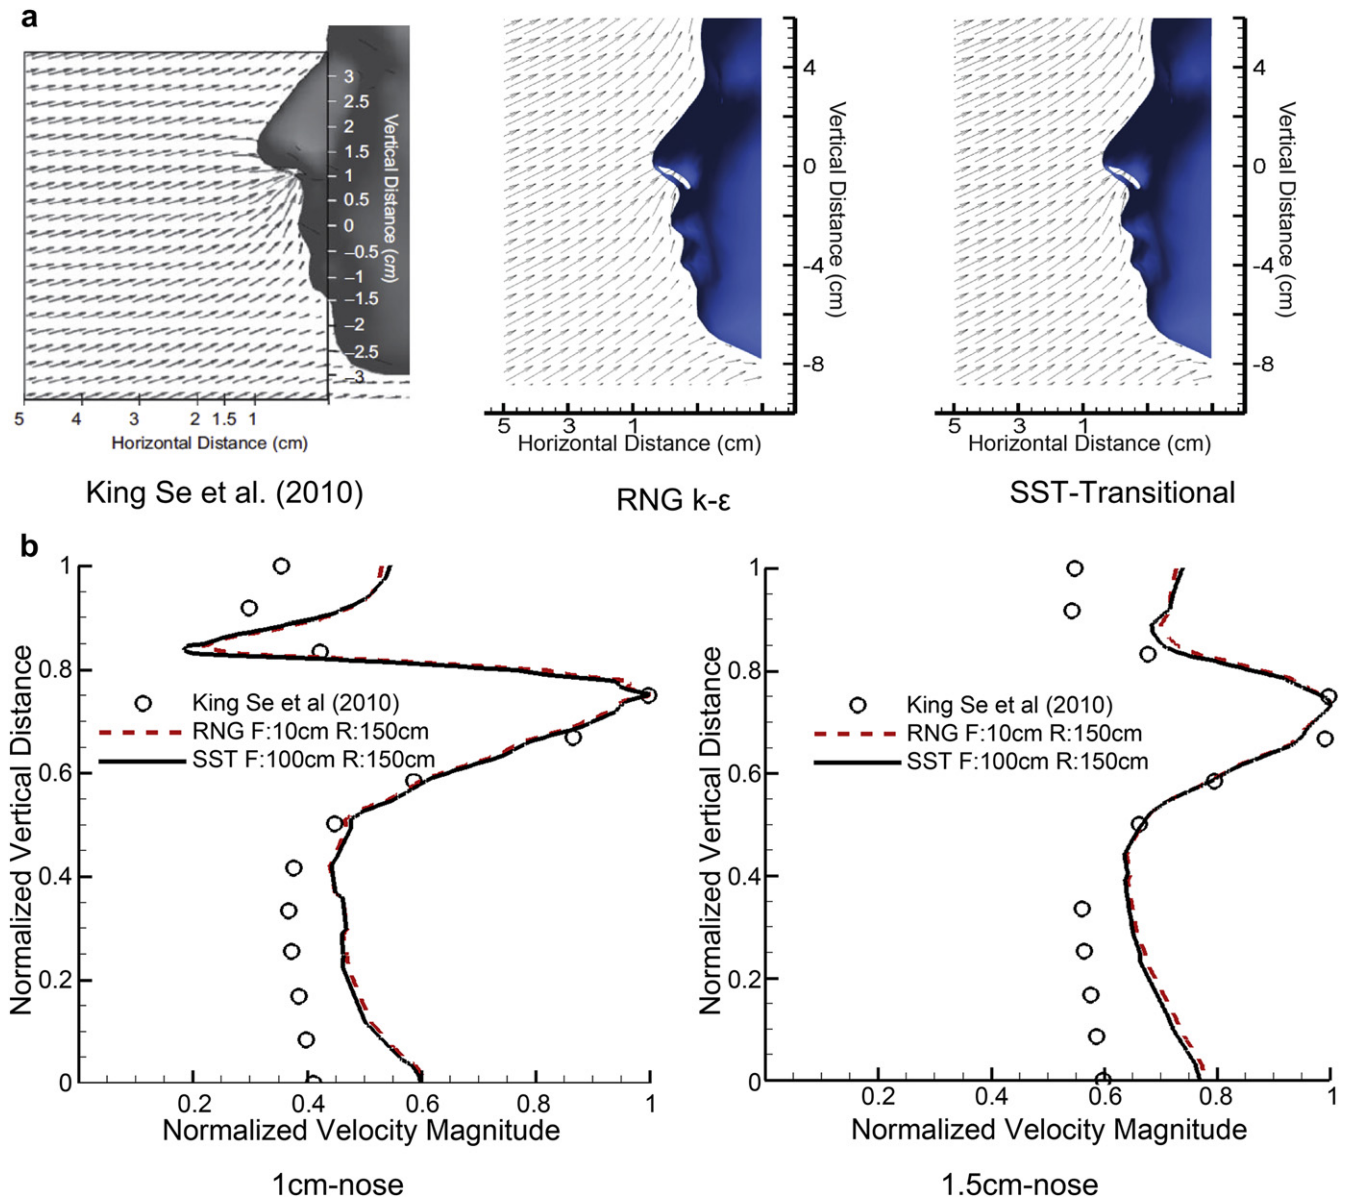 a
3
2.5
2
1.5
1
0.5
0
–0.5
–1
–1.5
–2
–2.5
–3
Vertical Distance (cm)
5 4 3 2 1.5 1
Horizontal Distance (cm)
King Se et al. (2010)
4
0
-4
-8
Vertical Distance (cm)
5 3 1
Horizontal Distance (cm)
RNG k-ε
4
0
-4
-8
Vertical Distance (cm)
5 3 1
Horizontal Distance (cm)
SST-Transitional
b
1
0.8
0.6
0.4
0.2
0
Normalized Vertical Distance
King Se et al (2010)
RNG F:10cm R:150cm
SST F:100cm R:150cm
0.2 0.4 0.6 0.8 1
Normalized Velocity Magnitude
1cm-nose
1
0.8
0.6
0.4
0.2
0
Normalized Vertical Distance
King Se et al (2010)
RNG F:10cm R:150cm
SST F:100cm R:150cm
0.2 0.4 0.6 0.8 1
Normalized Velocity Magnitude
1.5cm-nose